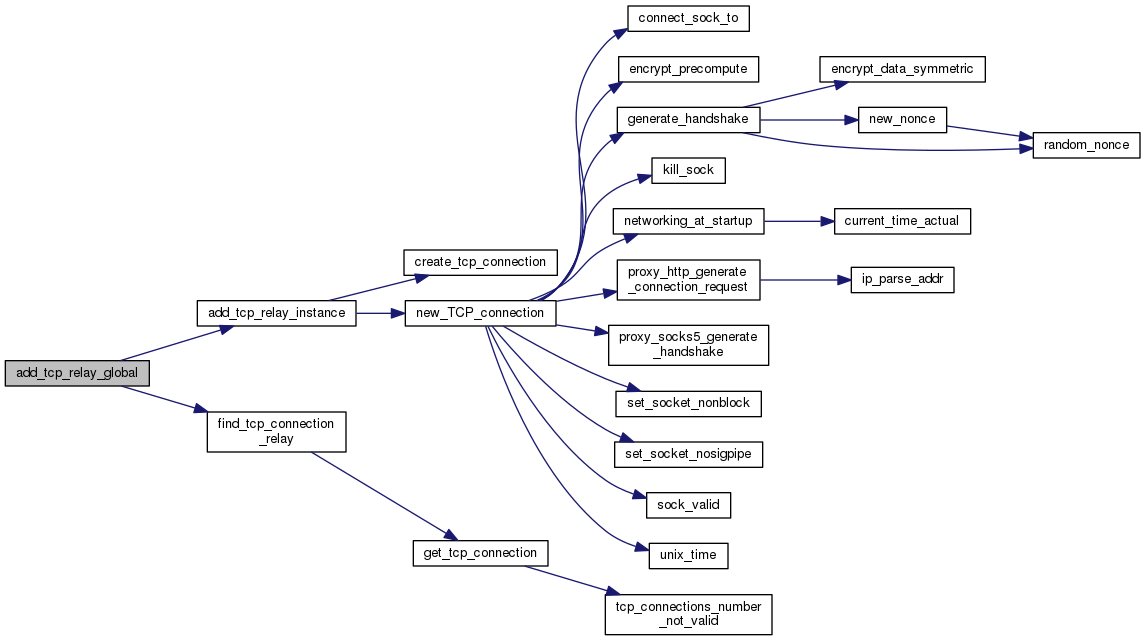 connect_sock_to
encrypt_precompute
encrypt_data_symmetric
generate_handshake
new_nonce
random_nonce
kill_sock
networking_at_startup
current_time_actual
create_tcp_connection
proxy_http_generate
_connection_request
ip_parse_addr
add_tcp_relay_instance
new_TCP_connection
proxy_socks5_generate
_handshake
add_tcp_relay_global
set_socket_nonblock
find_tcp_connection
_relay
set_socket_nosigpipe
sock_valid
get_tcp_connection
unix_time
tcp_connections_number
_not_valid